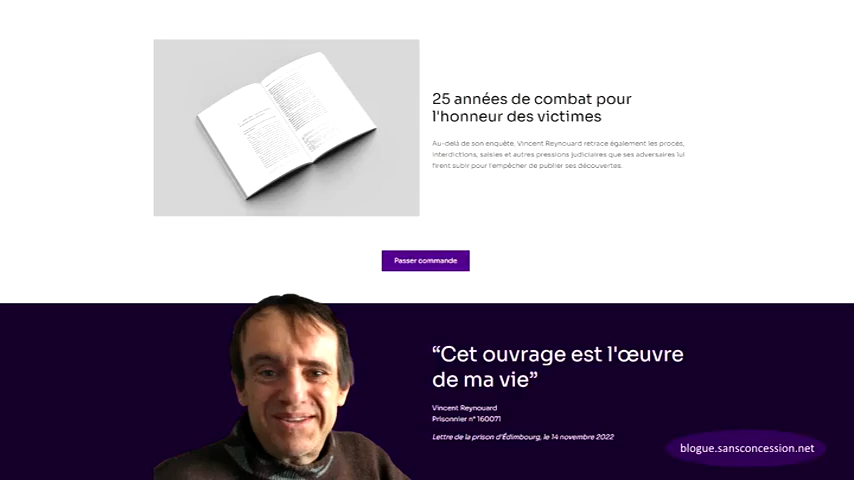 25 années de combat pour
l'honneur des victimes
Au-delà de son enquête, Vincent Reynouard retrace également les procès,
interdictions, saisies et autres pressions judiciaires que ses adversaires lui
firent subir pour l'empêcher de publier ses découvertes.
Passer commande
“Cet ouvrage est l'œuvre
de ma vie”
Vincent Reynouard
Prisonnier n° 160071
Lettre de la prison d'Édimbourg, le 14 novembre 2022
blogue.sansconcession.net